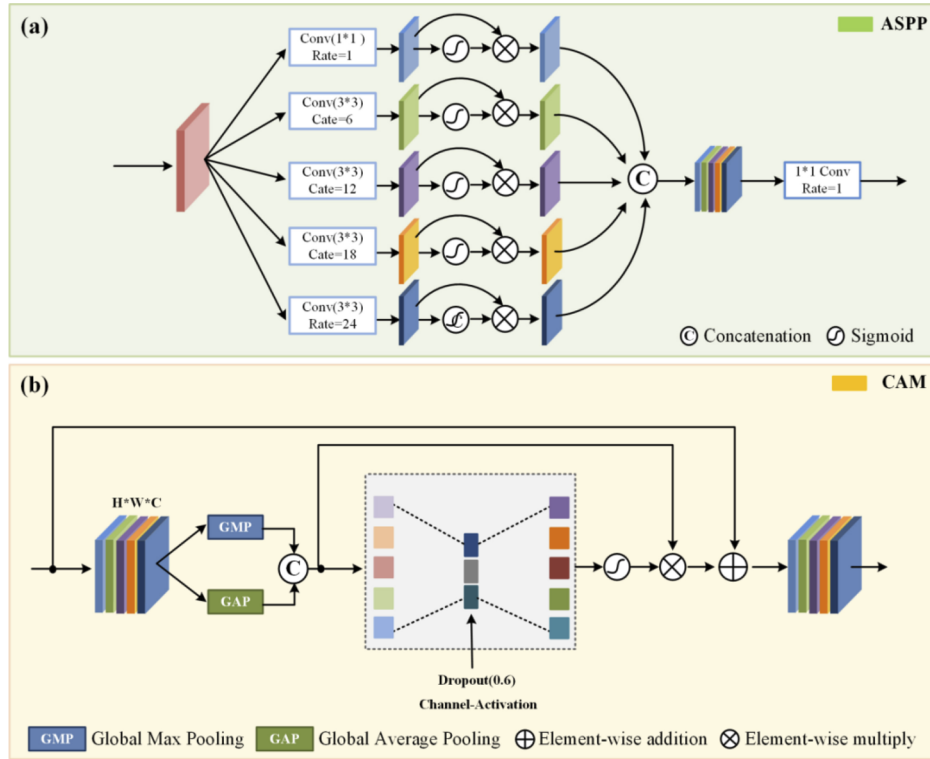 (a)
ASPP
Conv(1*1 )
Rate=1
Conv(3*3)
Cate=6
Conv(3*3)
Cate=12
Conv(3*3)
Cate=18
Conv(3*3)
Rate=24
C
1*1 Conv
Rate=1
C Concatenation
Sigmoid
(b)
CAM
H*W*C
GMP
C
GAP
Dropout(0.6)
Channel-Activation
GMP Global Max Pooling
GAP Global Average Pooling
Element-wise addition
Element-wise multiply